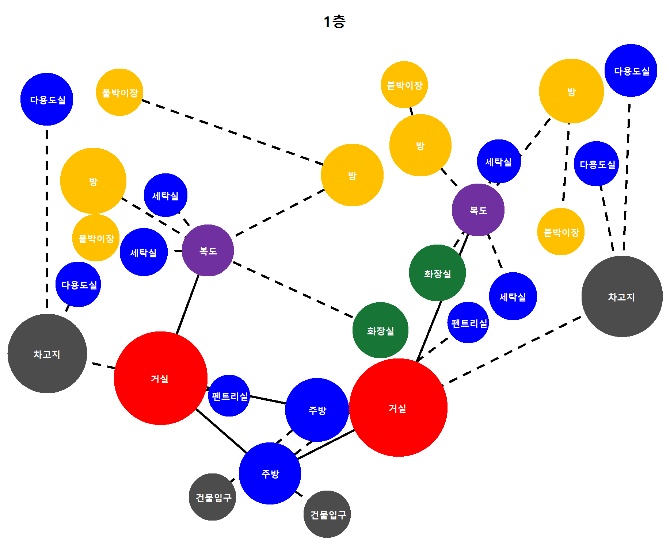 1층
다용도실
붙박이장
붙박이장
방
다용도실
방
방
방
세탁실
다용도실
세탁실
복도
붙박이장
붙박이장
복도
세탁실
화장실
다용도실
세탁실
차고지
펜트리실
화장실
차고지
거실
펜트리실
주방
거실
주방
건물입구
건물입구